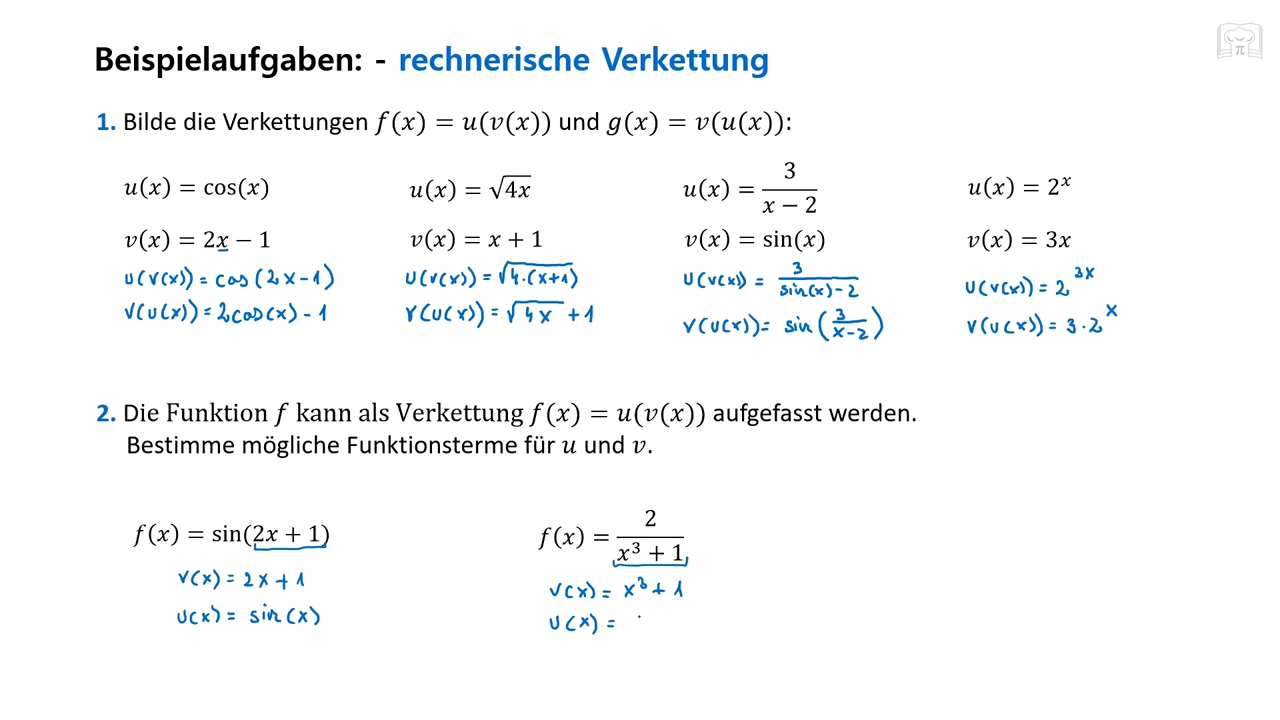 Beispielaufgaben: - rechnerische Verkettung
1. Bilde die Verkettungen f(x) = u(v(x)) und g(x) = v(u(x)):
u(x) = cos(x)
v(x) = 2x − 1
u(v(x)) = cos(2x-1)
v(u(x)) = 2cos(x) - 1
u(x) = √4x
v(x) = x + 1
u(v(x)) = √4·(x+1)
v(u(x)) = √4x + 1
u(x) = 3/(x − 2)
v(x) = sin(x)
u(v(x)) = 3/(sin(x)-2)
v(u(x)) = sin(3/(x-2))
u(x) = 2^x
v(x) = 3x
u(v(x)) = 2^3x
v(u(x)) = 3·2^x
2. Die Funktion f kann als Verkettung f(x) = u(v(x)) aufgefasst werden.
Bestimme mögliche Funktionsterme für u und v.
f(x) = sin(2x + 1)
v(x) = 2x + 1
u(x) = sin(x)
f(x) = 2/(x³ + 1)
v(x) = x³ + 1
u(x) =
π